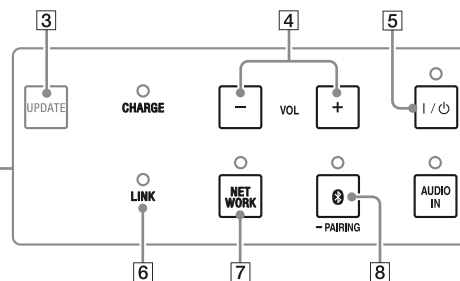 3 4 5
UPDATE CHARGE − VOL + I / ⏻
LINK NET WORK – PAIRING AUDIO IN
6 7 8